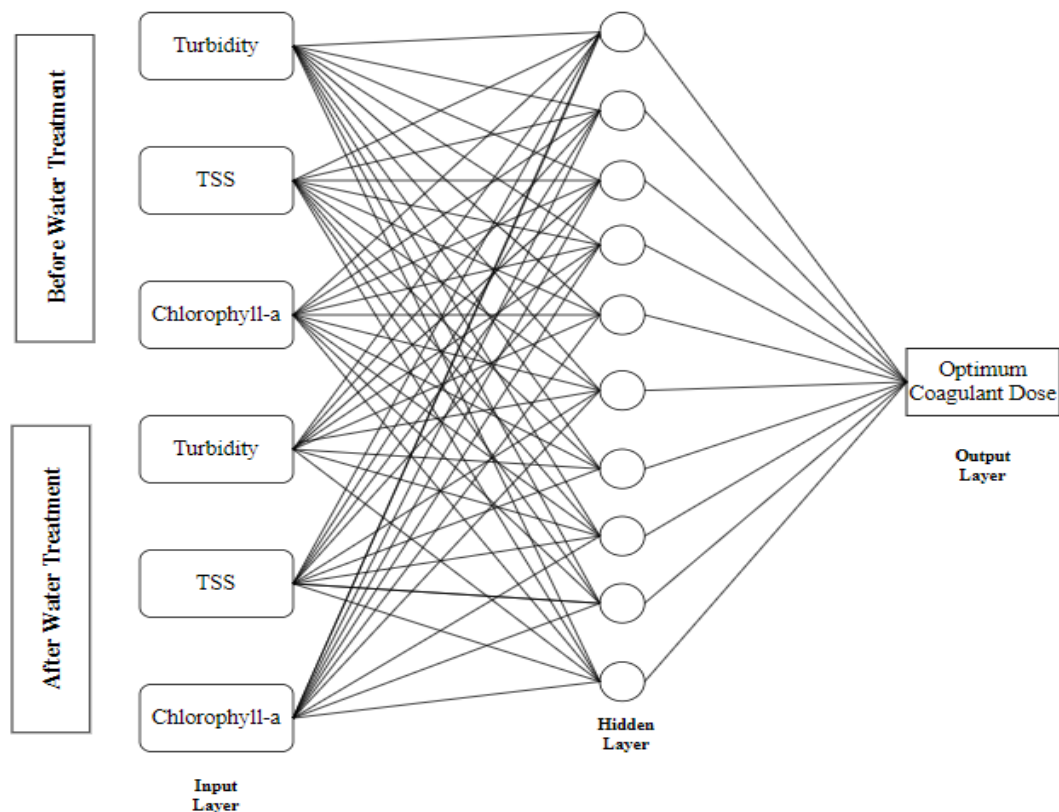 Before Water Treatment
Turbidity
TSS
Chlorophyll-a
After Water Treatment
Turbidity
TSS
Chlorophyll-a
Input
Layer
Hidden
Layer
Optimum
Coagulant Dose
Output
Layer